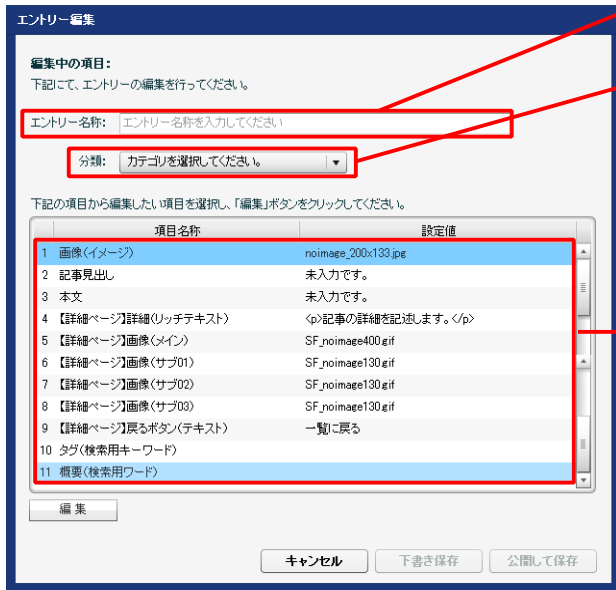 エントリー編集
編集中の項目:
下記にて、エントリーの編集を行ってください。
エントリー名称: エントリー名称を入力してください
分類: カテゴリを選択してください。
下記の項目から編集したい項目を選択し、「編集」ボタンをクリックしてください。
項目名称 設定値
1 画像(イメージ) noimage_200x133.jpg
2 記事見出し 未入力です。
3 本文 未入力です。
4 【詳細ページ】詳細(リッチテキスト) <p>記事の詳細を記述します。</p>
5 【詳細ページ】画像(メイン) SF_noimage400.gif
6 【詳細ページ】画像(サブ01) SF_noimage130.gif
7 【詳細ページ】画像(サブ02) SF_noimage130.gif
8 【詳細ページ】画像(サブ03) SF_noimage130.gif
9 【詳細ページ】戻るボタン(テキスト) 一覧に戻る
10 タグ(検索用キーワード)
11 概要(検索用ワード)
編集
キャンセル 下書き保存 公開して保存